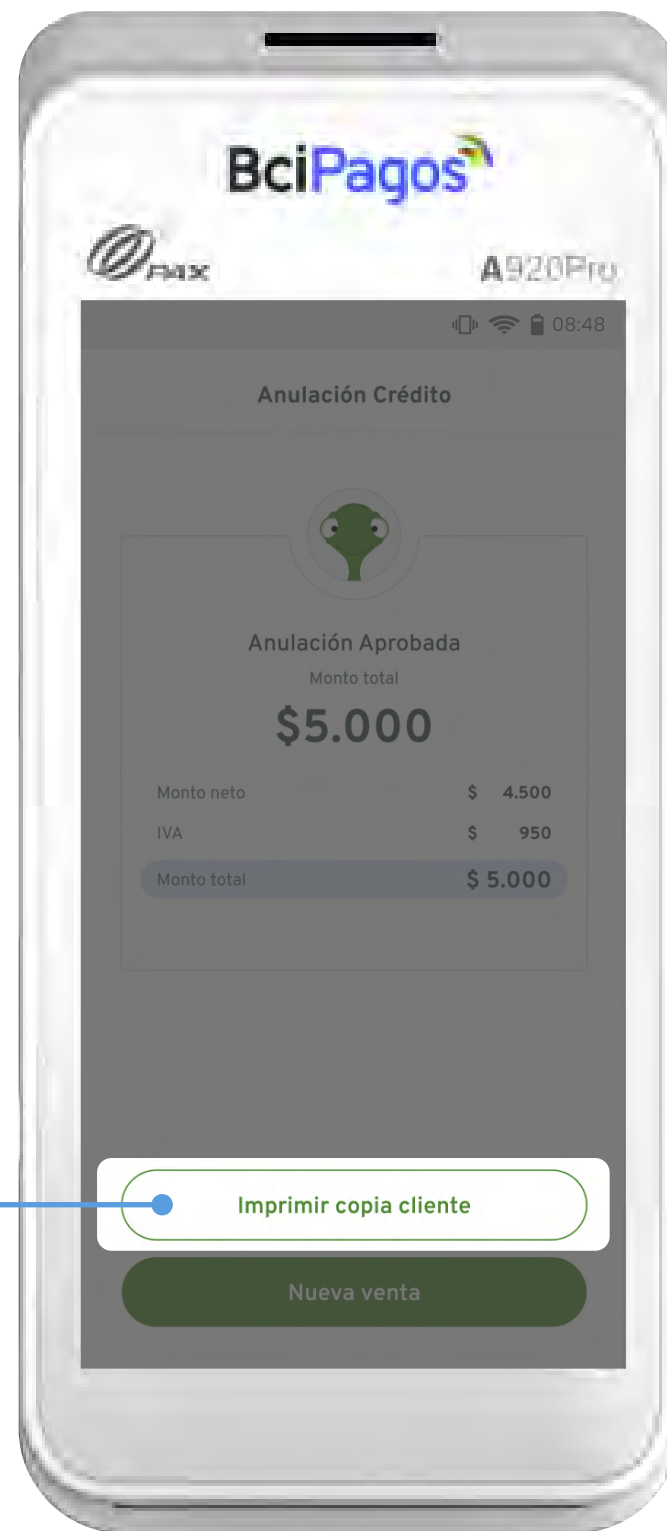 BciPagos
PAX
A920Pro
08:48
Anulación Crédito
Anulación Aprobada
Monto total
$5.000
Monto neto $ 4.500
IVA $ 950
Monto total $ 5.000
Imprimir copia cliente
Nueva venta